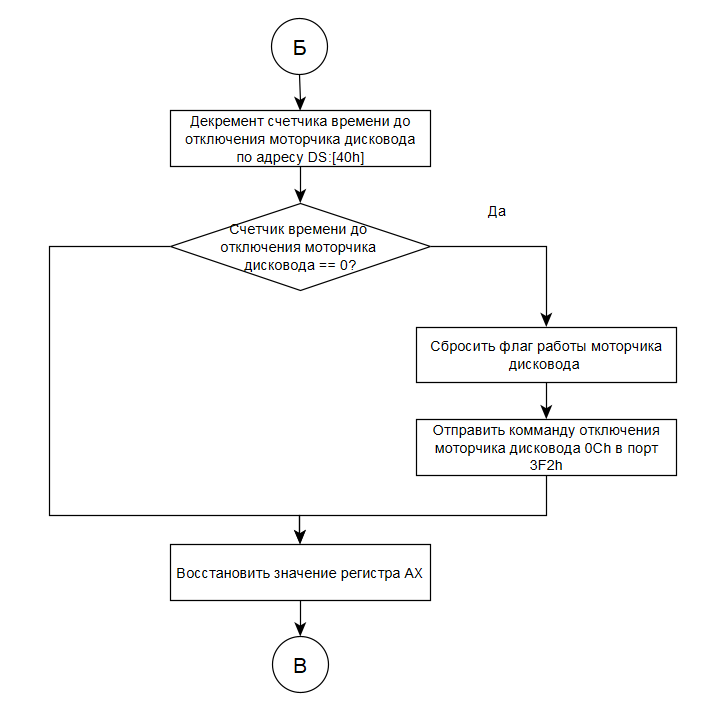 Б
Декремент счетчика времени до
отключения моторчика дисковода
по адресу DS:[40h]
Да
Счетчик времени до
отключения моторчика
дисковода == 0?
Сбросить флаг работы моторчика
дисковода
Отправить комманду отключения
моторчика дисковода 0Ch в порт
3F2h
Восстановить значение регистра AX
В